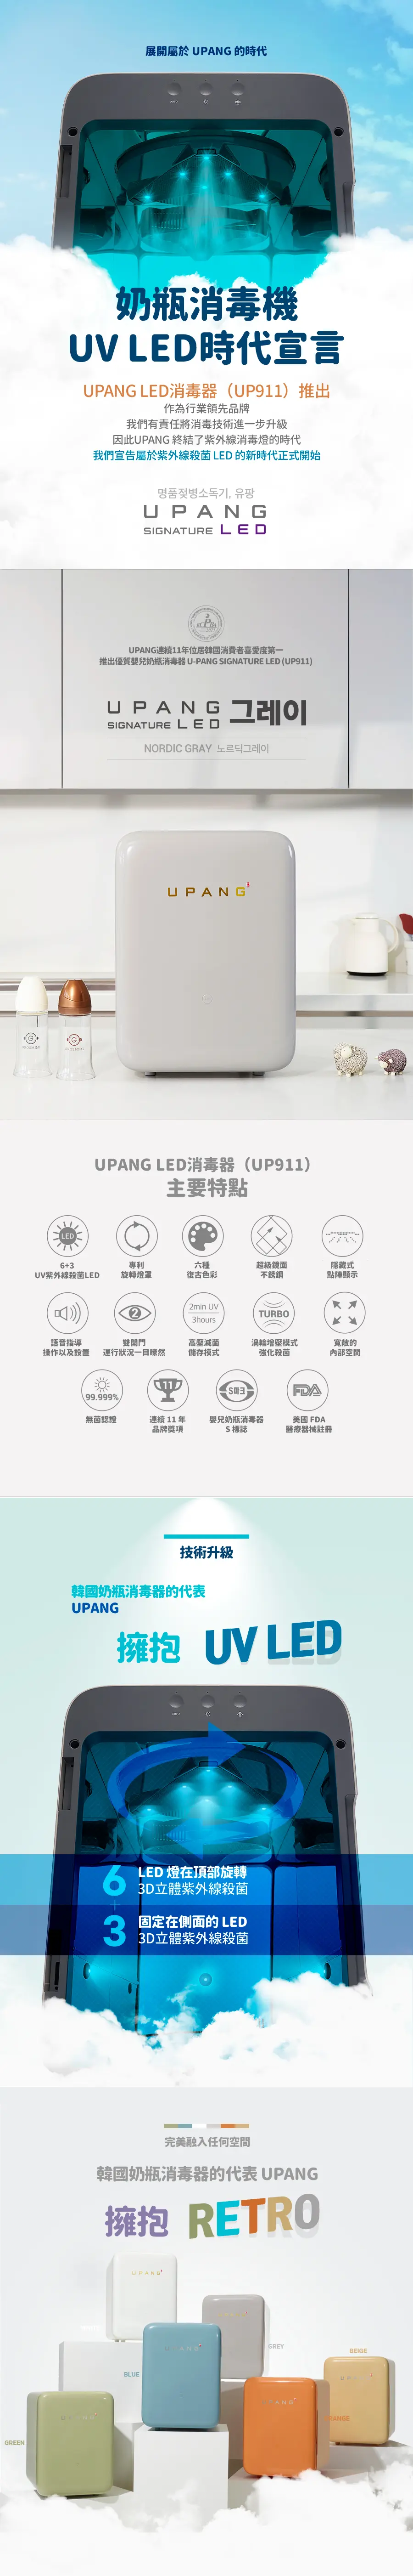 展開屬於 UPANG 的時代
AUTO
奶瓶消毒機
UV LED時代宣言
UPANG LED消毒器（UP911）推出
作為行業領先品牌
我們有責任將消毒技術進一步升級
因此UPANG 終結了紫外線消毒燈的時代
我們宣告屬於紫外線殺菌 LED 的新時代正式開始
명품젖병소독기, 유팡
UPANG
SIGNATURE LED
UPANG連續11年位居韓國消費者喜愛度第一
推出優質嬰兒奶瓶消毒器 U-PANG SIGNATURE LED (UP911)
UPANG
SIGNATURE LED 그레이
NORDIC GRAY 노르딕그레이
UPANG
UPANG LED消毒器（UP911）
主要特點
LED
6+3
UV紫外線殺菌LED
專利
旋轉燈罩
六種
復古色彩
超級鏡面
不銹鋼
隱藏式
點陣顯示
語音指導
操作以及設置
2
雙開門
運行狀況一目瞭然
2min UV
3hours
高壓滅菌
儲存模式
TURBO
渦輪增壓模式
強化殺菌
寬敞的
內部空間
99.999%
無菌認證
11
連續 11 年
品牌獎項
嬰兒奶瓶消毒器
S 標誌
FDA
美國 FDA
醫療器械註冊
技術升級
韓國奶瓶消毒器的代表
UPANG
擁抱 UV LED
AUTO
6 LED 燈在頂部旋轉
3D立體紫外線殺菌
+
3 固定在側面的 LED
3D立體紫外線殺菌
完美融入任何空間
韓國奶瓶消毒器的代表 UPANG
擁抱 RETRO
UPANG
GREY
BEIGE
BLUE
UPANG
UPANG
UPANG
UPANG
ORANGE
UPANG
GREEN